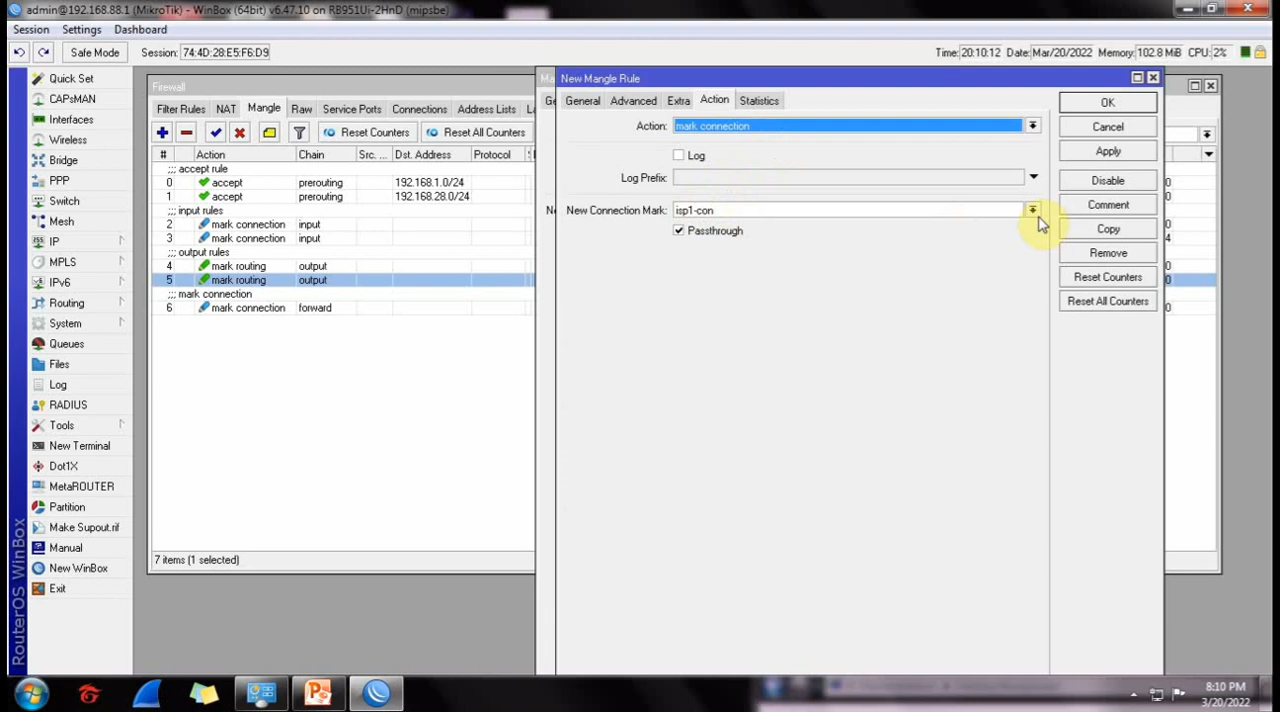 admin@192.168.88.1 (MikroTik) - WinBox (64bit) v6.47.10 on RB951Ui-2HnD (mipsbe)
Session Settings Dashboard
Safe Mode Session: 74:4D:28:E5:F6:D9 Time: 20:10:12 Date: Mar/20/2022 Memory: 102.8 MiB CPU: 2%
Quick Set
CAPsMAN
Interfaces
Wireless
Bridge
PPP
Switch
Mesh
IP
MPLS
IPv6
Routing
System
Queues
Files
Log
RADIUS
Tools
New Terminal
Dot1X
MetaROUTER
Partition
Make Supout.rif
Manual
New WinBox
Exit
RouterOS WinBox
Firewall
Filter Rules NAT Mangle Raw Service Ports Connections Address Lists
Reset Counters Reset All Counters
# Action Chain Src. ... Dst. Address Protocol
;;; accept rule
0 accept prerouting 192.168.1.0/24
1 accept prerouting 192.168.28.0/24
;;; input rules
2 mark connection input
3 mark connection input
;;; output rules
4 mark routing output
5 mark routing output
;;; mark connection
6 mark connection forward
7 items (1 selected)
New Mangle Rule
General Advanced Extra Action Statistics
Action: mark connection
Log
Log Prefix:
New Connection Mark: isp1-con
Passthrough
OK
Cancel
Apply
Disable
Comment
Copy
Remove
Reset Counters
Reset All Counters
8:10 PM
3/20/2022